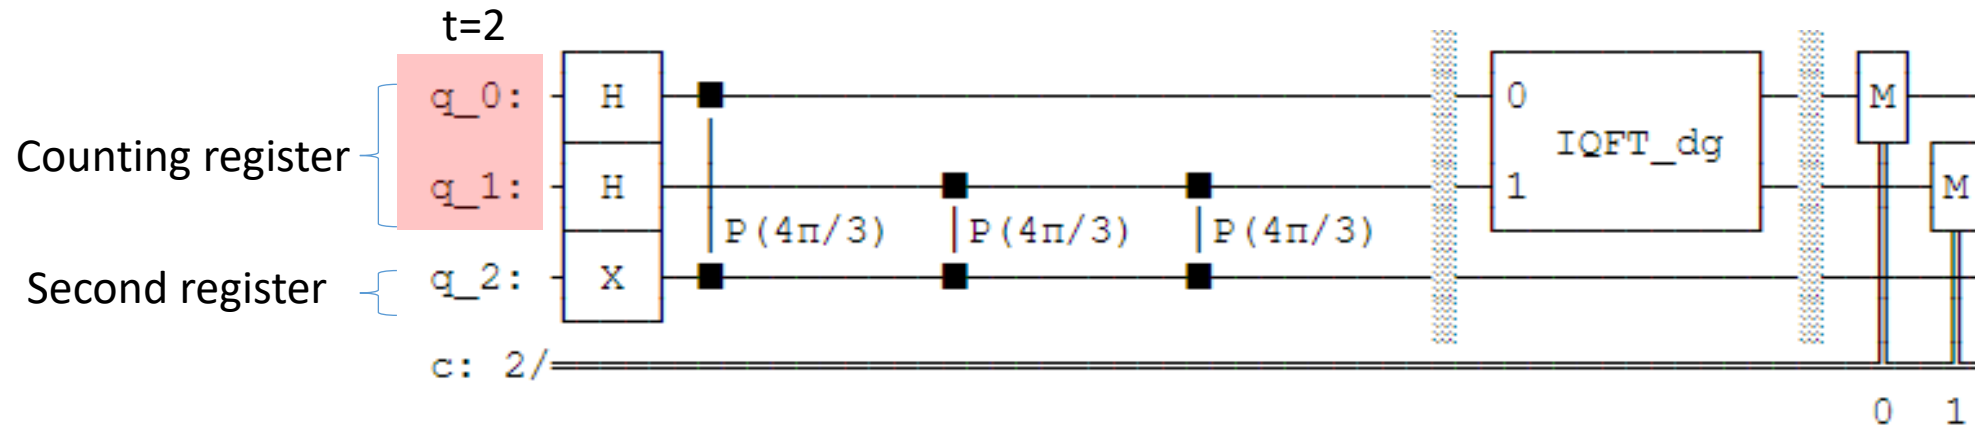 t=2
q_0: H 0 M
IQFT_dg
Counting register
q_1: H 1 M
P(4π/3) P(4π/3) P(4π/3)
Second register q_2: X
c: 2/
0 1